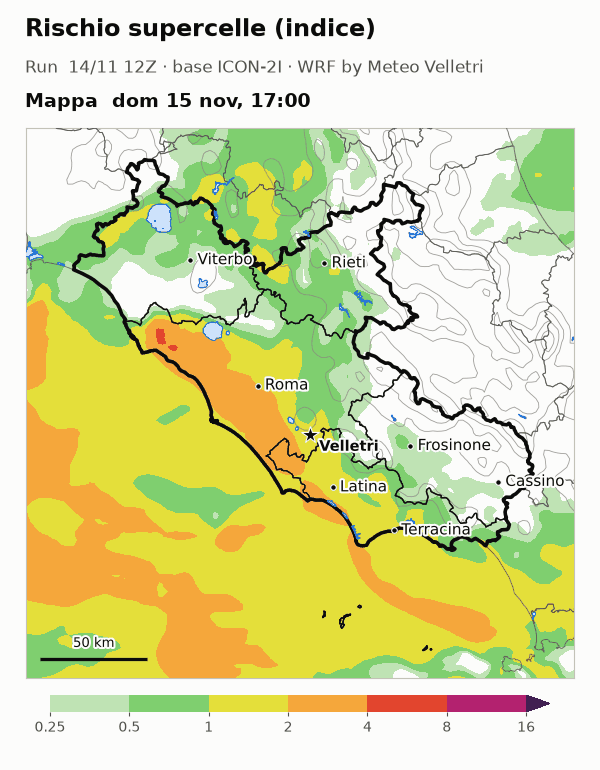 Rischio supercelle (indice)
Run 14/11 12Z · base ICON-2I · WRF by Meteo Velletri
Mappa dom 15 nov, 17:00
Viterbo
Rieti
Roma
Velletri
Frosinone
Cassino
Latina
Terracina
50 km
0.25 0.5 1 2 4 8 16